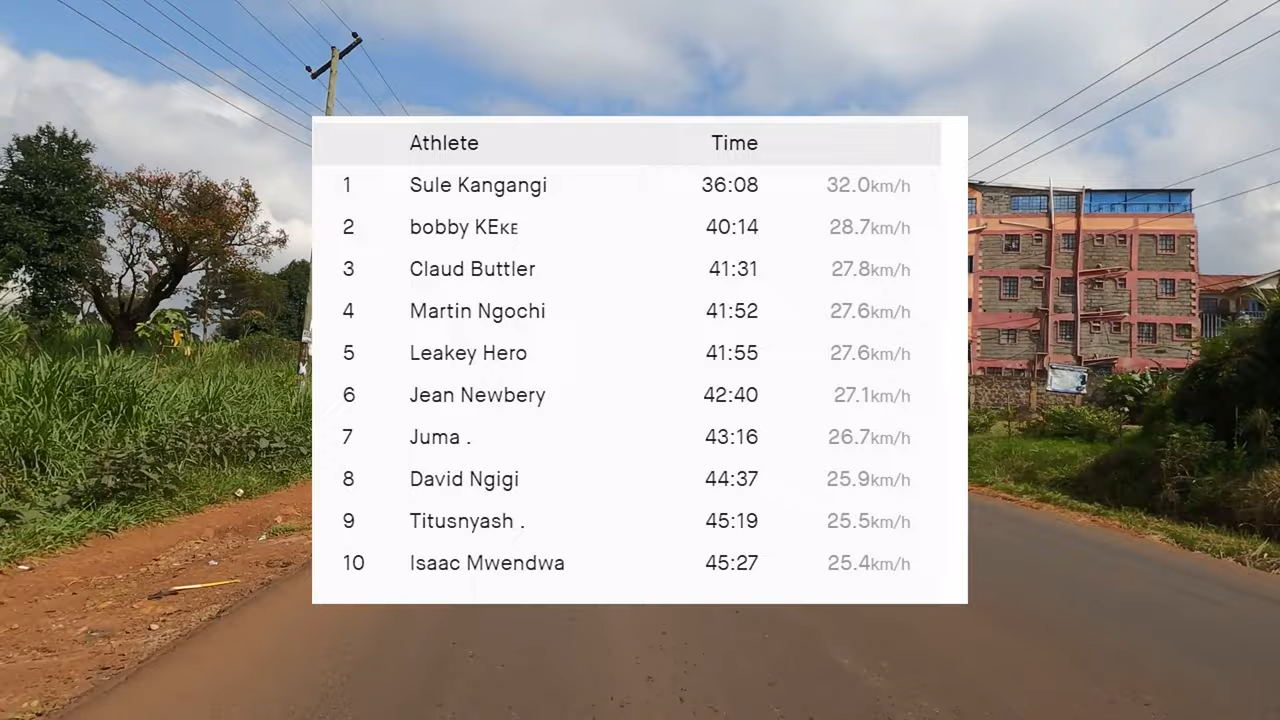 Athlete Time
1 Sule Kangangi 36:08 32.0km/h
2 bobby KEᴋᴇ 40:14 28.7km/h
3 Claud Buttler 41:31 27.8km/h
4 Martin Ngochi 41:52 27.6km/h
5 Leakey Hero 41:55 27.6km/h
6 Jean Newbery 42:40 27.1km/h
7 Juma . 43:16 26.7km/h
8 David Ngigi 44:37 25.9km/h
9 Titusnyash . 45:19 25.5km/h
10 Isaac Mwendwa 45:27 25.4km/h